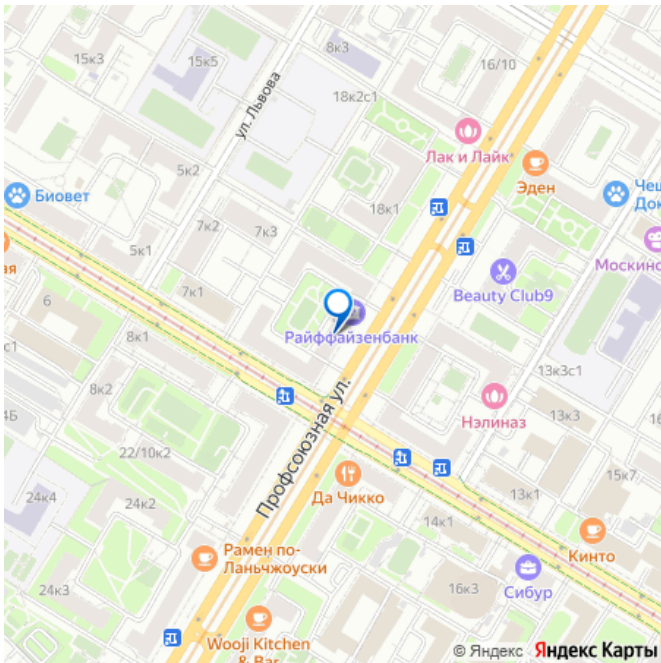 15к3
15к5
8к3
16/10
ул. Львова
18к2с1
Лак и Лайк
Эден
5к2
Биовет
7к2
18к1
7к3
5к1
Москино
Beauty Club9
6
7к1
Райффайзенбанк
8к1
13к3с1
8к2
Нэлиназ
13к3
Профсоюзная ул.
22/10к2
15к7
24к4
24к2
Да Чикко
13к1
14к1
Рамен по-
Ланьчжоуски
Кинто
24к3
16к3
Сибур
Wooji Kitchen
& Bar
© Яндекс Яндекс Карты